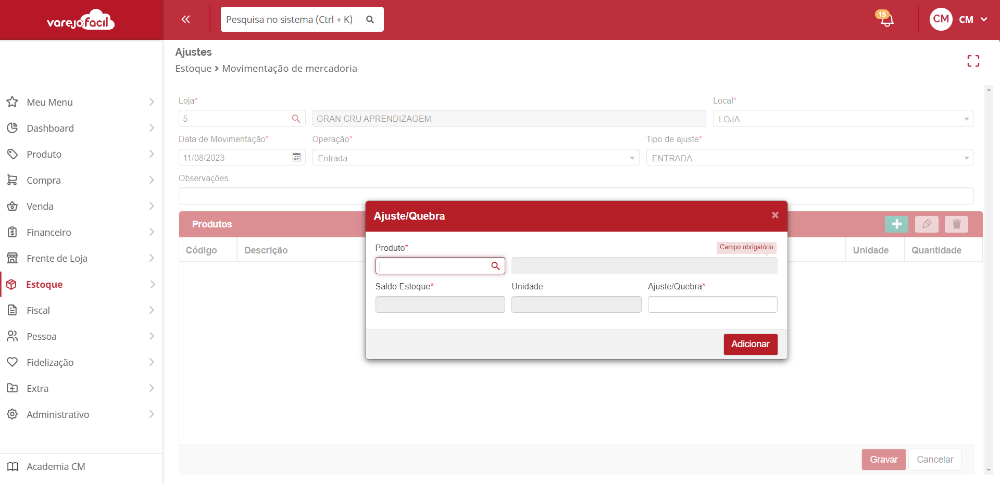 varejofacil
Pesquisa no sistema (Ctrl + K)
15
CM
CM
Ajustes
Estoque > Movimentação de mercadoria
Meu Menu
Dashboard
Produto
Compra
Venda
Financeiro
Frente de Loja
Estoque
Fiscal
Pessoa
Fidelização
Extra
Administrativo
Academia CM
Loja*
Local*
5
GRAN CRU APRENDIZAGEM
LOJA
Data de Movimentação*
Operação*
Tipo de ajuste*
11/08/2023
Entrada
ENTRADA
Observações
Produtos
Código
Descrição
Unidade
Quantidade
Ajuste/Quebra
×
Produto*
Campo obrigatório
Saldo Estoque*
Unidade
Ajuste/Quebra*
Adicionar
Gravar
Cancelar